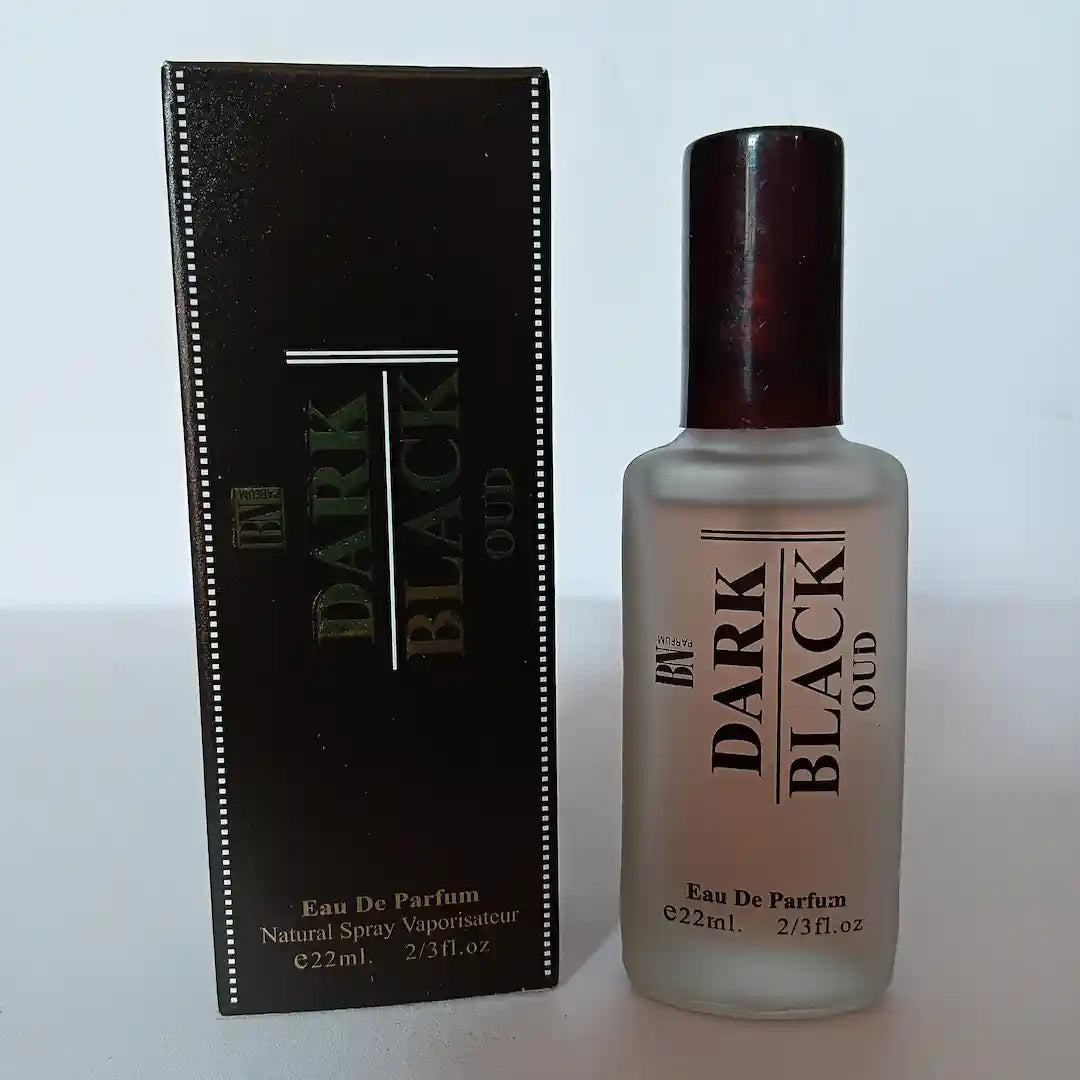 BN
PARFUM
DARK
BLACK
OUD
Eau De Parfum
Natural Spray Vaporisateur
e22ml. 2/3fl.oz
BN
PARFUM
DARK
BLACK
OUD
Eau De Parfum
e22ml. 2/3fl.oz